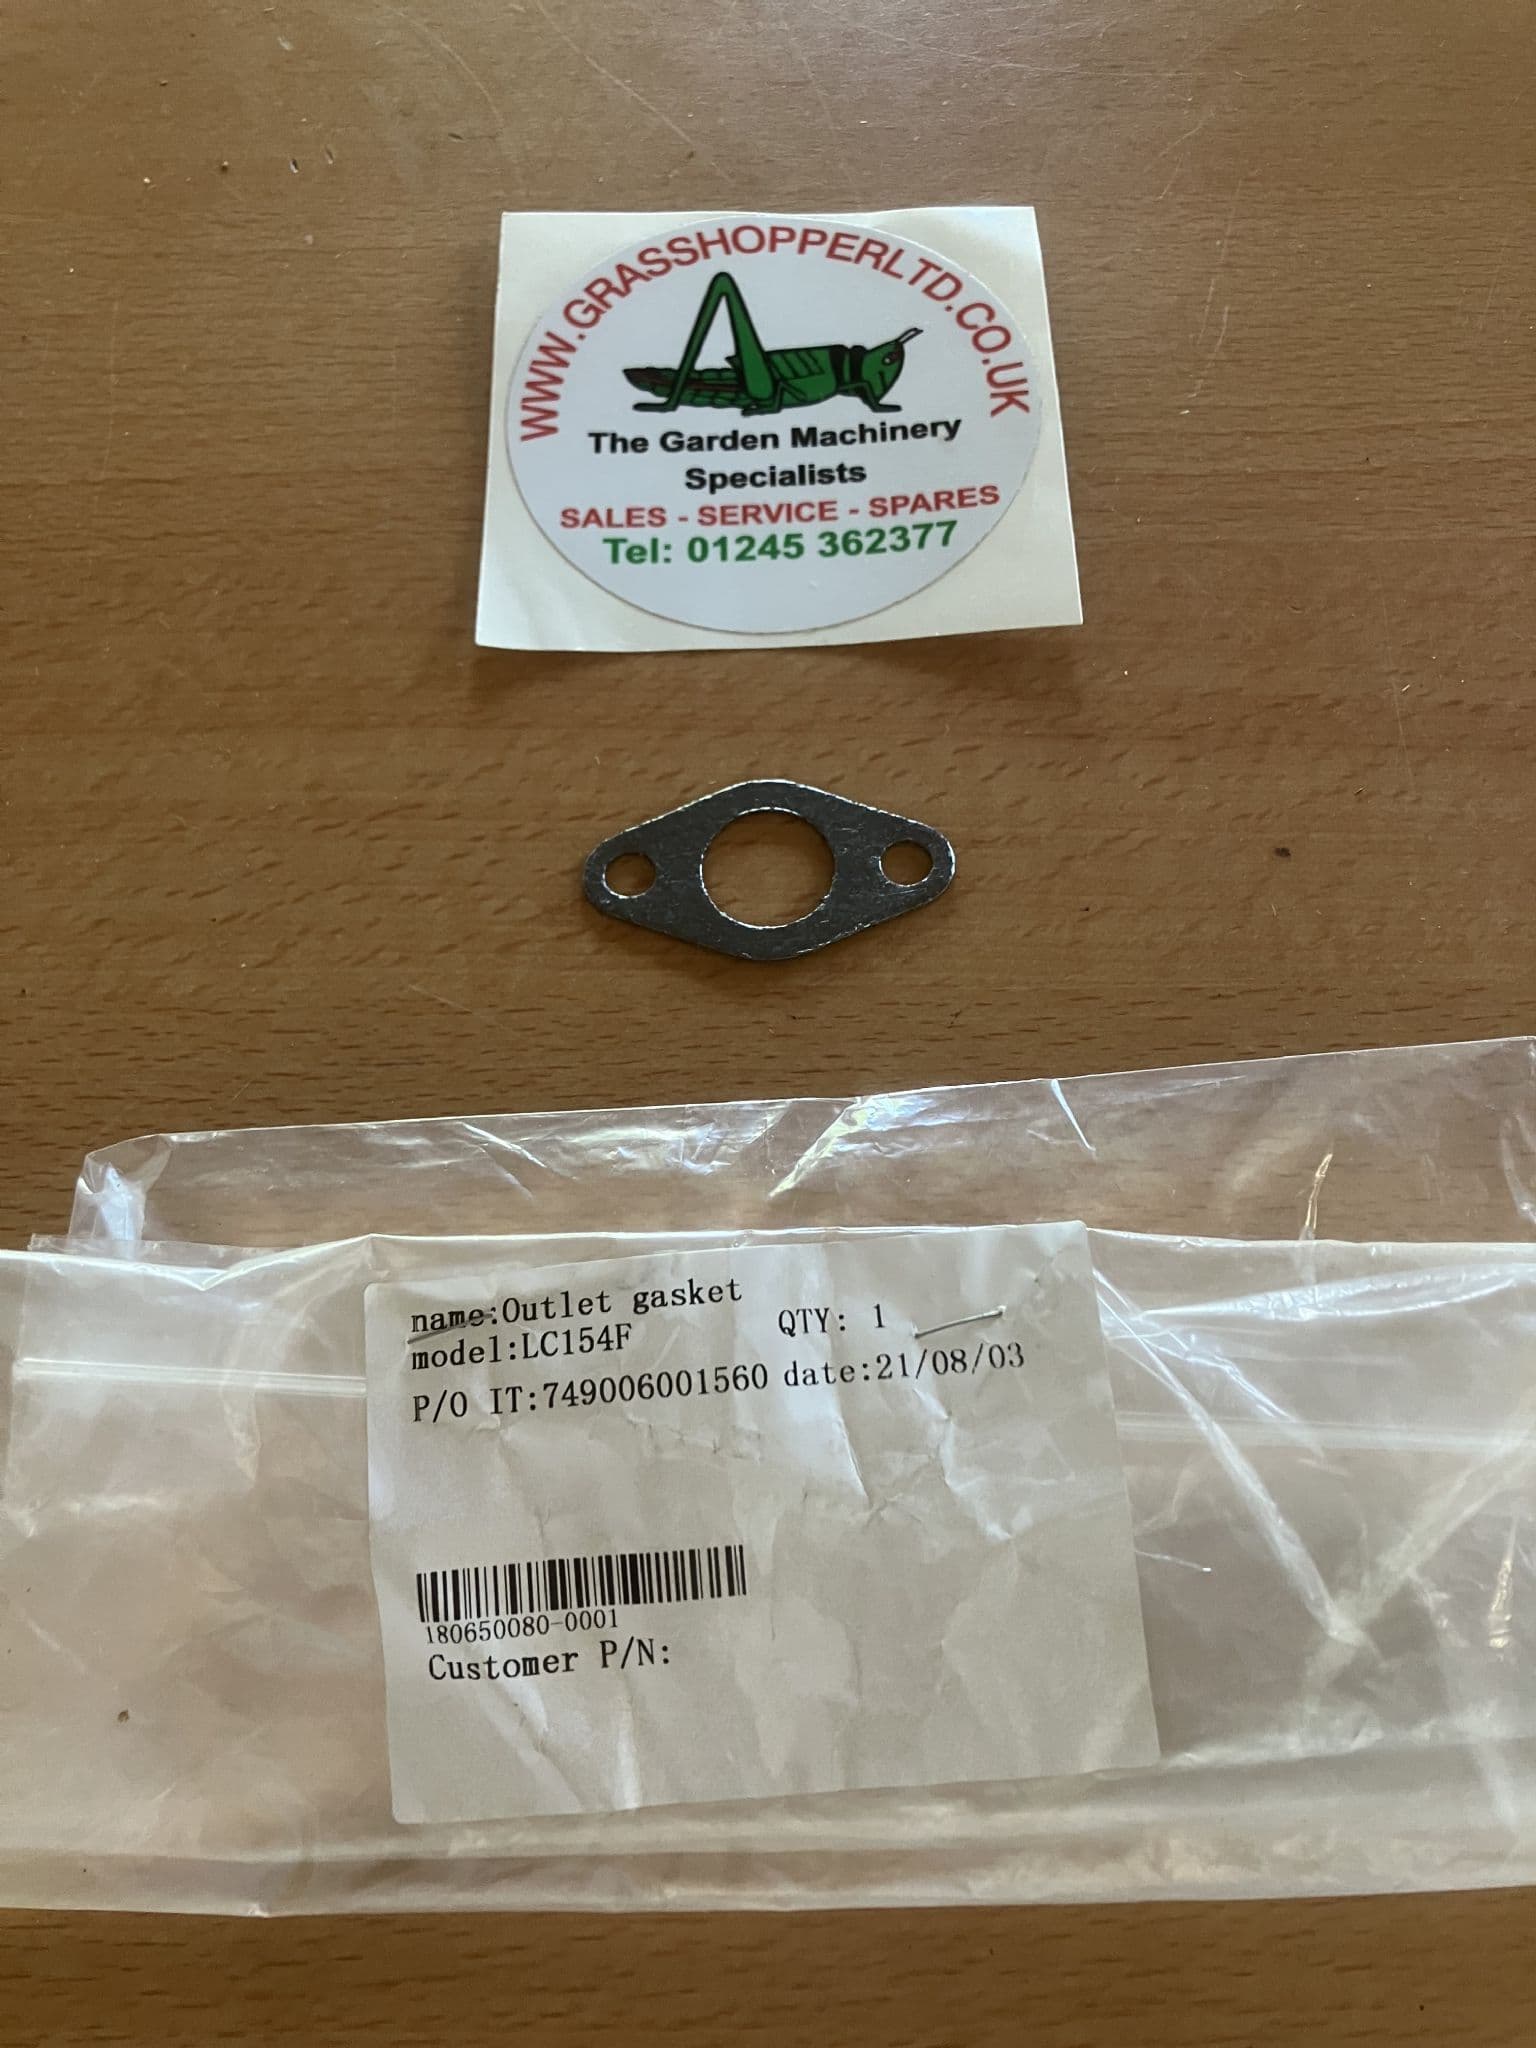 WWW.GRASSHOPPERLTD.CO.UK
The Garden Machinery
Specialists
SALES - SERVICE - SPARES
Tel: 01245 362377
name:Outlet gasket
QTY: 1
model:LC154F
P/O IT:749006001560 date:21/08/03
180650080-0001
Customer P/N: